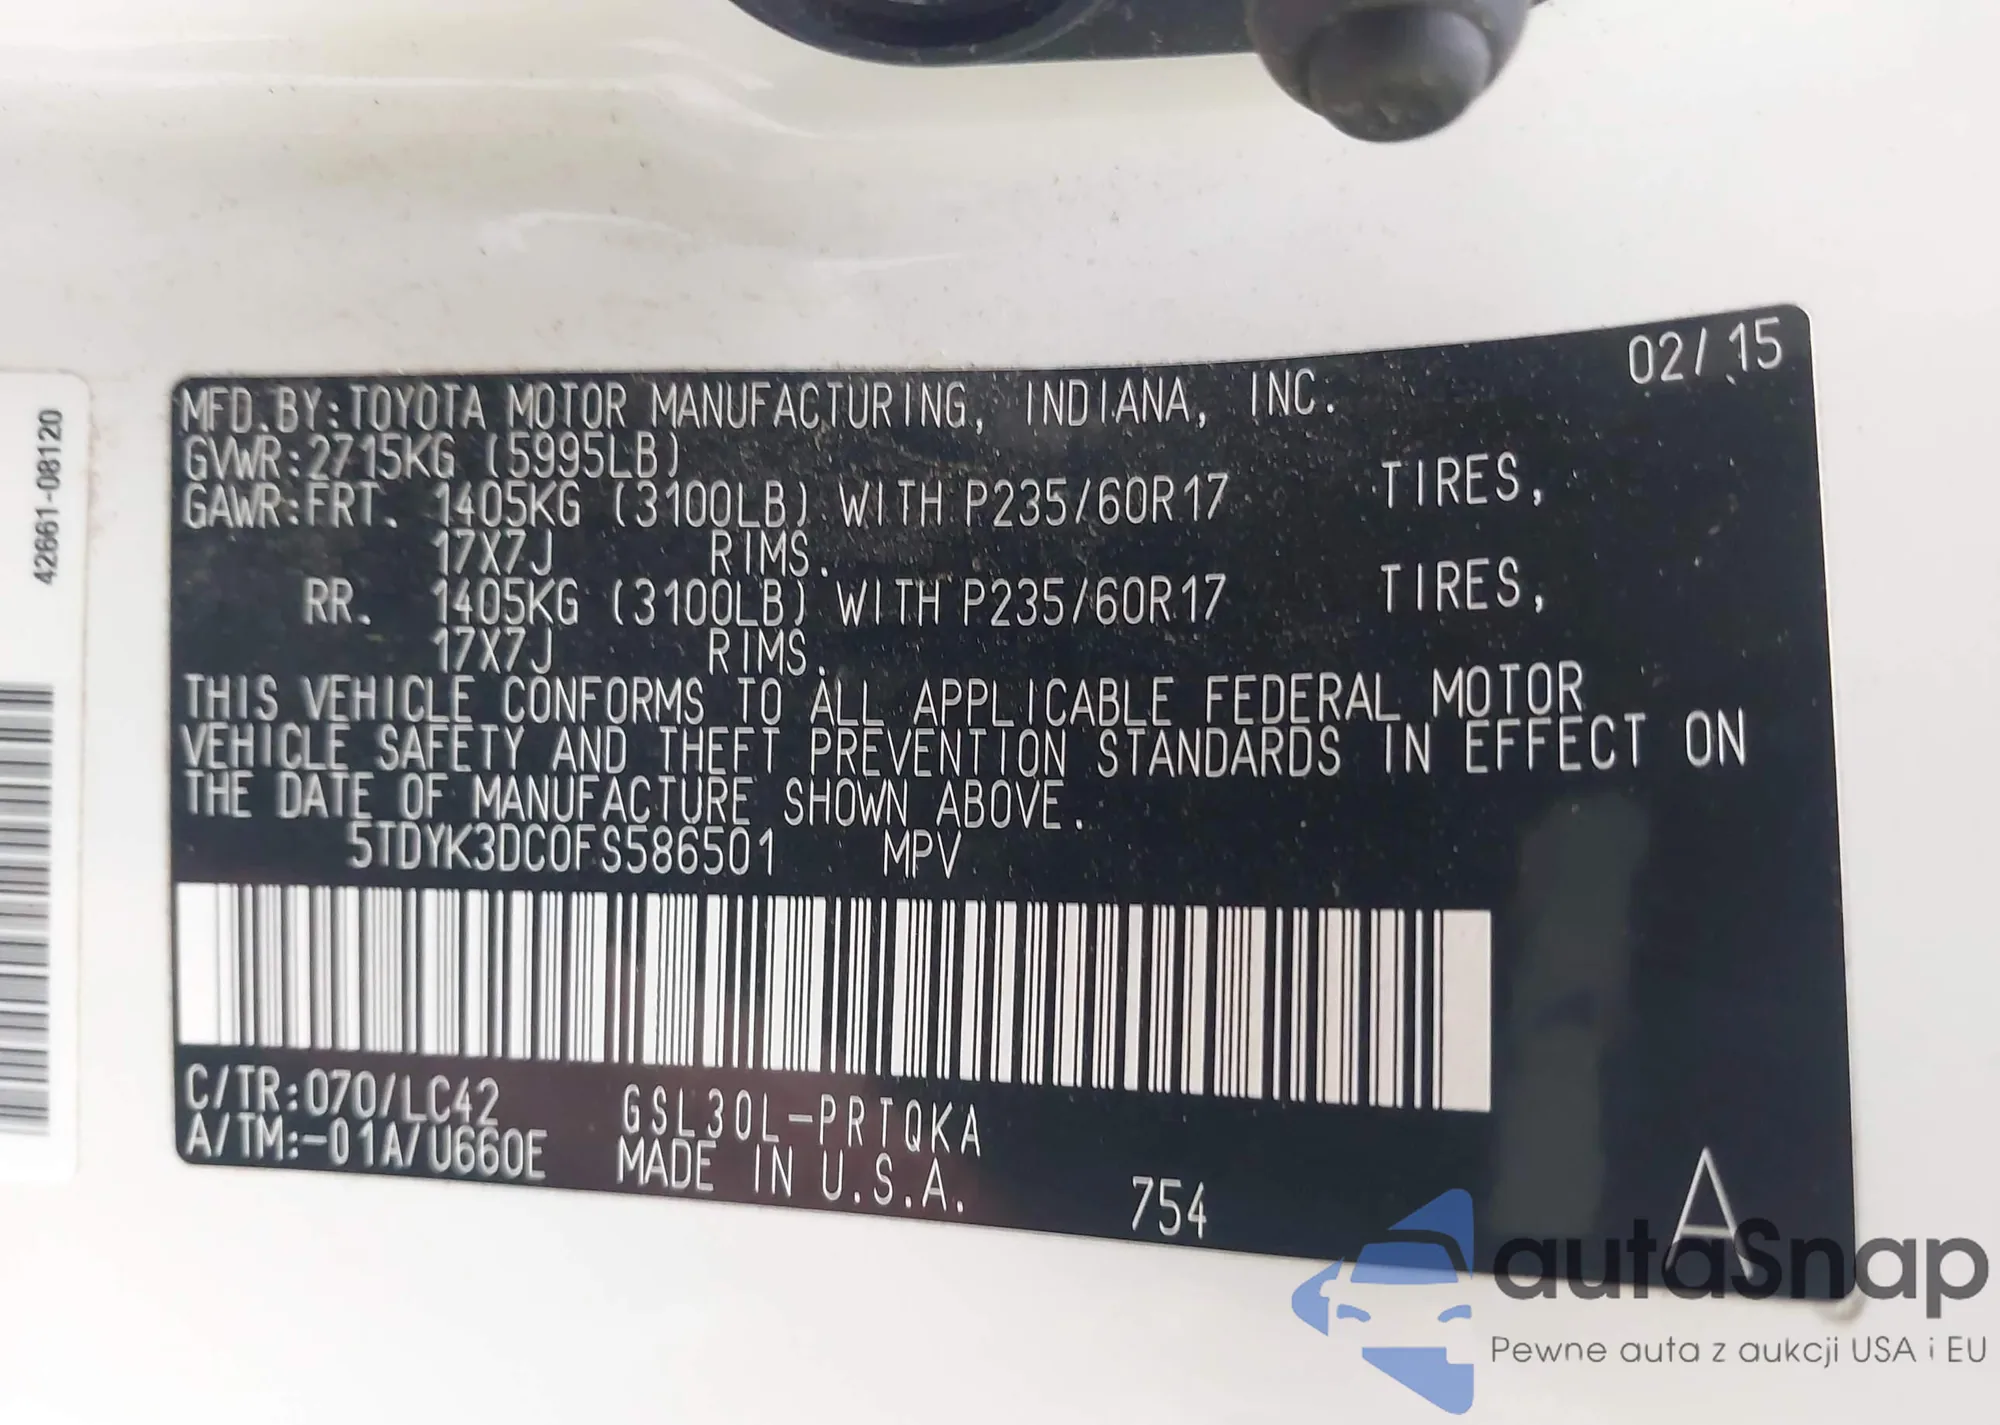 42661-08120
02/15
MFD.BY:TOYOTA MOTOR MANUFACTURING, INDIANA, INC.
GVWR:2715KG (5995LB)
GAWR:FRT. 1405KG (3100LB) WITH P235/60R17 TIRES,
17X7J RIMS.
RR. 1405KG (3100LB) WITH P235/60R17 TIRES,
17X7J RIMS.
THIS VEHICLE CONFORMS TO ALL APPLICABLE FEDERAL MOTOR
VEHICLE SAFETY AND THEFT PREVENTION STANDARDS IN EFFECT ON
THE DATE OF MANUFACTURE SHOWN ABOVE.
5TDYK3DC0FS586501 MPV
C/TR:070/LC42 GSL30L-PRTQKA
A/TM:-01A/U660E MADE IN U.S.A.
754
A
autaSnap
Pewne auta z aukcji USA i EU